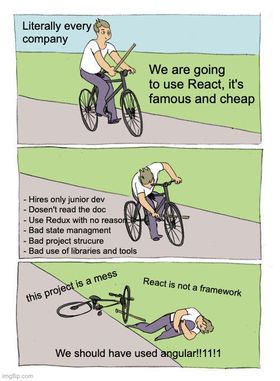 Literally every
company
We are going
to use React, it's
famous and cheap
- Hires only junior dev
- Dosen't read the doc
- Use Redux with no reason
- Bad state managment
- Bad project strucure
- Bad use of libraries and tools
this project is a mess
React is not a framework
We should have used angular!!11!1
imgflip.com